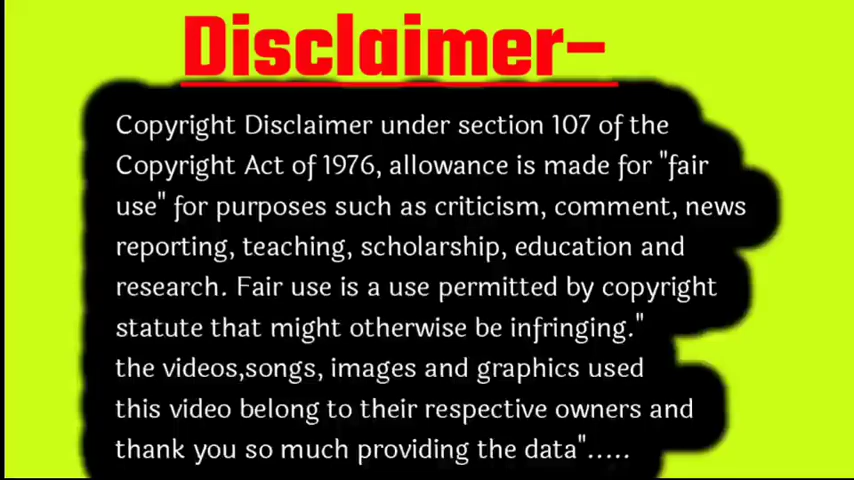 Disclaimer-
Copyright Disclaimer under section 107 of the
Copyright Act of 1976, allowance is made for "fair
use" for purposes such as criticism, comment, news
reporting, teaching, scholarship, education and
research. Fair use is a use permitted by copyright
statute that might otherwise be infringing."
the videos,songs, images and graphics used
this video belong to their respective owners and
thank you so much providing the data".....